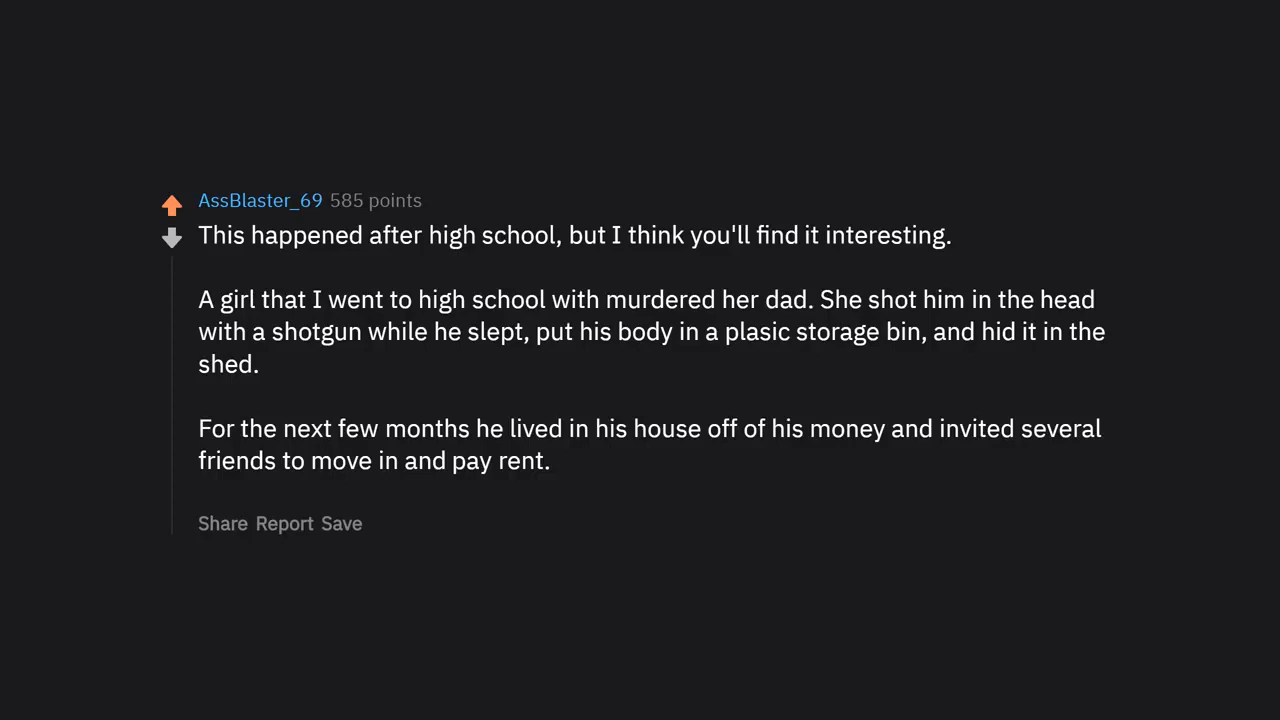 AssBlaster_69 585 points
This happened after high school, but I think you'll find it interesting.
A girl that I went to high school with murdered her dad. She shot him in the head
with a shotgun while he slept, put his body in a plasic storage bin, and hid it in the
shed.
For the next few months he lived in his house off of his money and invited several
friends to move in and pay rent.
Share Report Save